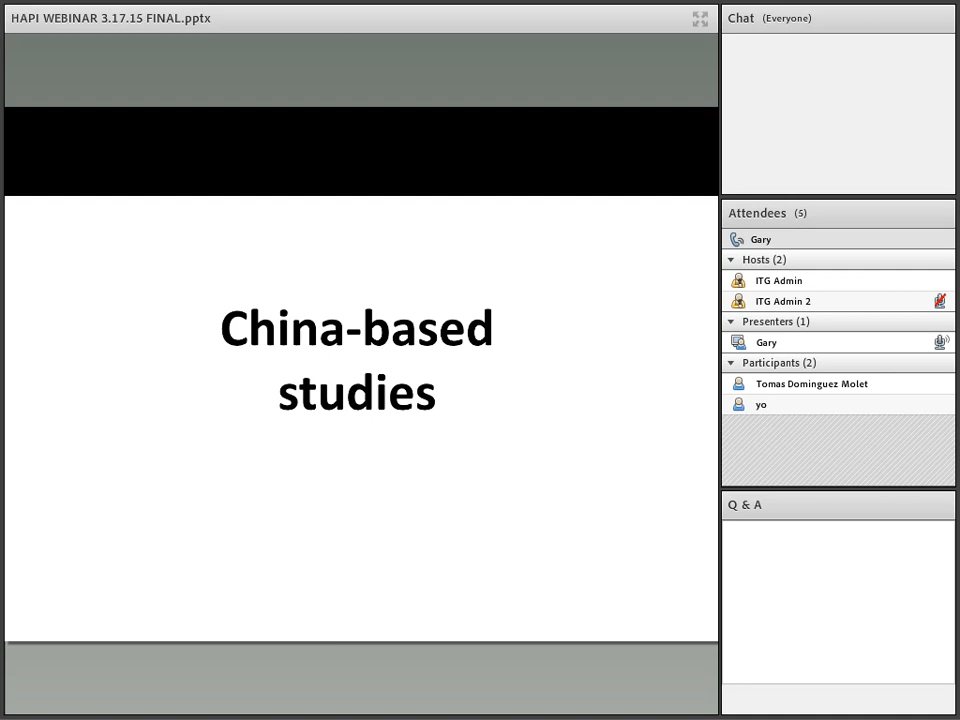 HAPI WEBINAR 3.17.15 FINAL.pptx
China-based
studies
Chat (Everyone)
Attendees (5)
Gary
Hosts (2)
ITG Admin
ITG Admin 2
Presenters (1)
Gary
Participants (2)
Tomas Dominguez Molet
yo
Q & A